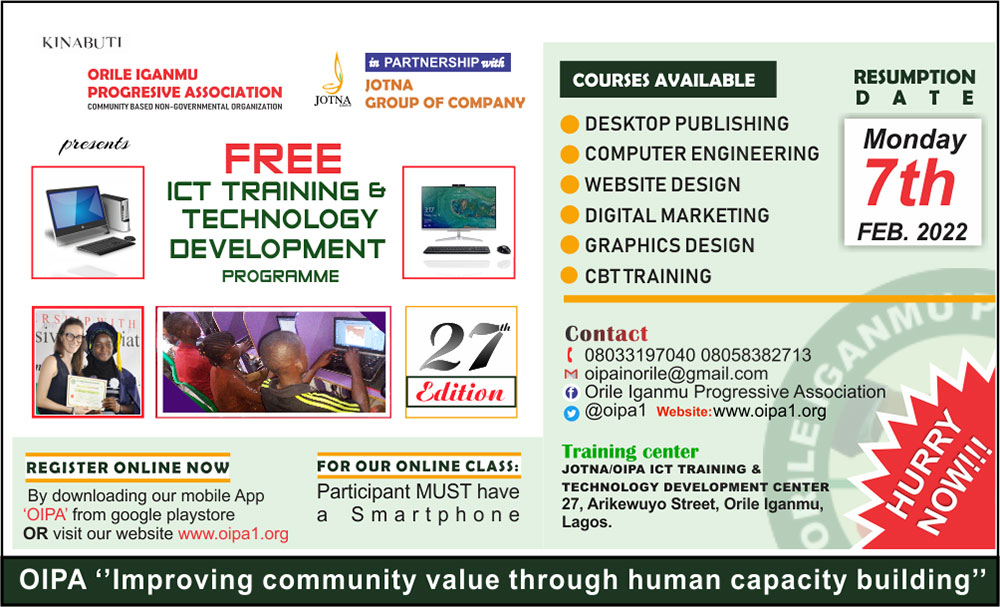 KINABUTI
ORILE IGANMU
PROGRESIVE ASSOCIATION
COMMUNITY BASED NON-GOVERNMENTAL ORGANIZATION
JOTNA
in PARTNERSHIP with
JOTNA
GROUP OF COMPANY
presents
FREE
ICT TRAINING &
TECHNOLOGY
DEVELOPMENT
PROGRAMME
27th
Edition
REGISTER ONLINE NOW
By downloading our mobile App
‘OIPA’ from google playstore
OR visit our website www.oipa1.org
FOR OUR ONLINE CLASS:
Participant MUST have
a Smartphone
COURSES AVAILABLE
DESKTOP PUBLISHING
COMPUTER ENGINEERING
WEBSITE DESIGN
DIGITAL MARKETING
GRAPHICS DESIGN
CBT TRAINING
RESUMPTION
DATE
Monday
7th
FEB. 2022
Contact
08033197040 08058382713
oipainorile@gmail.com
Orile Iganmu Progressive Association
@oipa1 Website: www.oipa1.org
Training center
JOTNA/OIPA ICT TRAINING &
TECHNOLOGY DEVELOPMENT CENTER
27, Arikewuyo Street, Orile Iganmu,
Lagos.
HURRY
NOW!!!
OIPA ‘’Improving community value through human capacity building’’